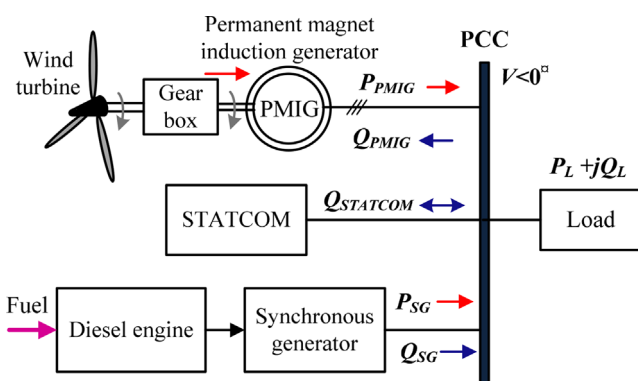 Permanent magnet
induction generator
Wind
turbine
Gear
box
PMIG
P_PMIG
Q_PMIG
PCC
V<0¤
STATCOM
Q_STATCOM
P_L +jQ_L
Load
Fuel
Diesel engine
Synchronous
generator
P_SG
Q_SG